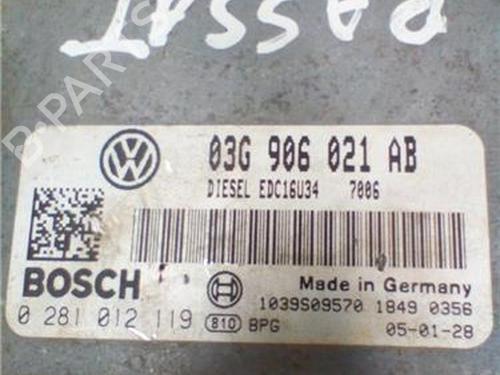 PASSAT
03G 906 021 AB
DIESEL EDC16U34 7006
BOSCH
Made in Germany
1039S09570 1849 0356
0 281 012 119 810 BPG
05-01-28
B-PARTS